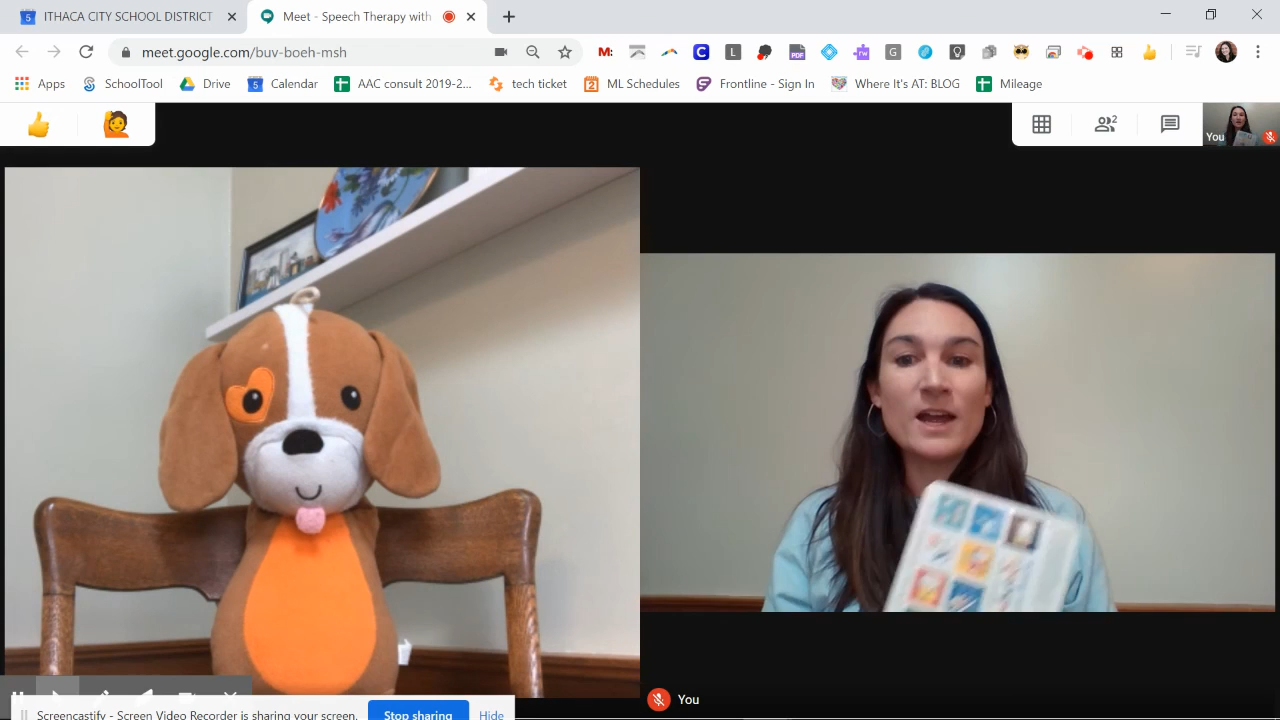 ITHACA CITY SCHOOL DISTRICT
Meet - Speech Therapy with
meet.google.com/buv-boeh-msh
Apps
SchoolTool
Drive
Calendar
AAC consult 2019-2...
tech ticket
ML Schedules
Frontline - Sign In
Where It's AT: BLOG
Mileage
2
You
You
Screencastify - Screen Video Recorder is sharing your screen.
Stop sharing
Hide